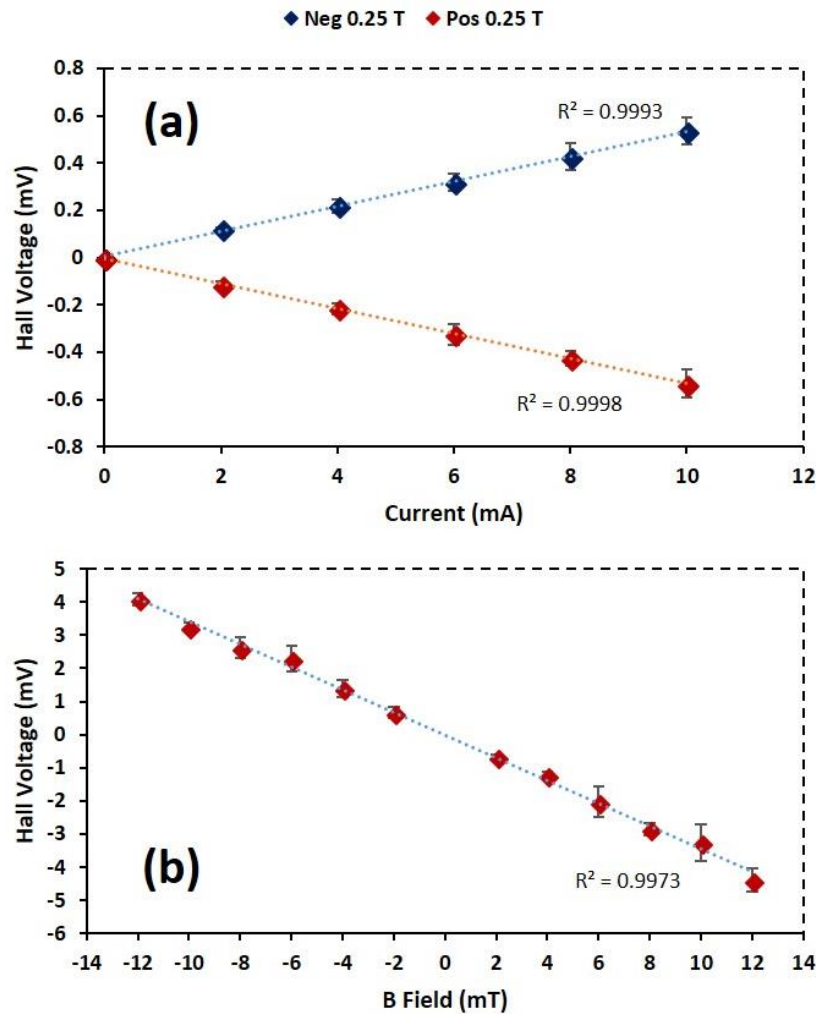 Neg 0.25 T Pos 0.25 T
0.8
0.6
0.4
0.2
0
-0.2
-0.4
-0.6
-0.8
Hall Voltage (mV)
(a)
R² = 0.9993
R² = 0.9998
0 2 4 6 8 10 12
Current (mA)
5
4
3
2
1
0
-1
-2
-3
-4
-5
-6
Hall Voltage (mV)
(b)
R² = 0.9973
-14 -12 -10 -8 -6 -4 -2 0 2 4 6 8 10 12 14
B Field (mT)